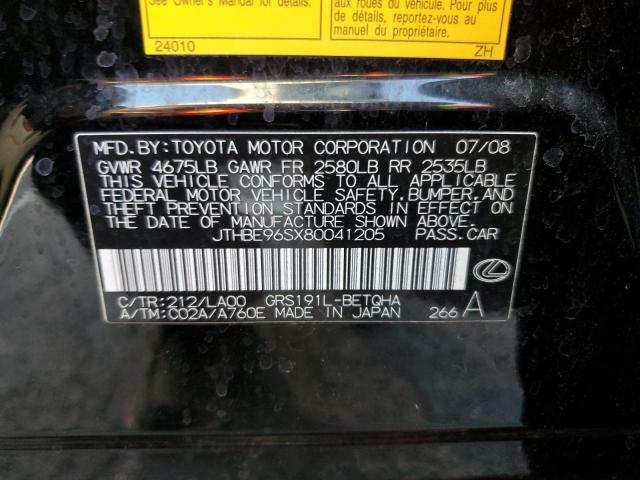 See Owner's Manual for details.
aux roues du véhicule. Pour plus
de détails, reportez-vous au
manuel du propriétaire.
24010
ZH
MFD.BY:TOYOTA MOTOR CORPORATION 07/08
GVWR 4675LB GAWR FR 2580LB RR 2535LB
THIS VEHICLE CONFORMS TO ALL APPLICABLE
FEDERAL MOTOR VEHICLE SAFETY,BUMPER,AND
THEFT PREVENTION STANDARDS IN EFFECT ON
THE DATE OF MANUFACTURE SHOWN ABOVE.
JTHBE96SX80041205 PASS.CAR
C/TR:212/LA00 GRS191L-BETQHA
A/TM:C02A/A760E MADE IN JAPAN 266 A